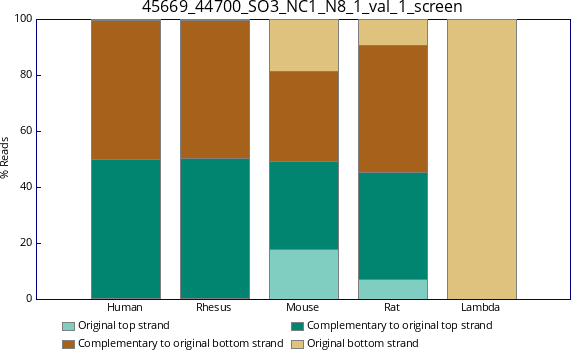 45669_44700_SO3_NC1_N8_1_val_1_screen
100
80
60
40
20
0
% Reads
Human Rhesus Mouse Rat Lambda
Original top strand Complementary to original top strand
Complementary to original bottom strand Original bottom strand